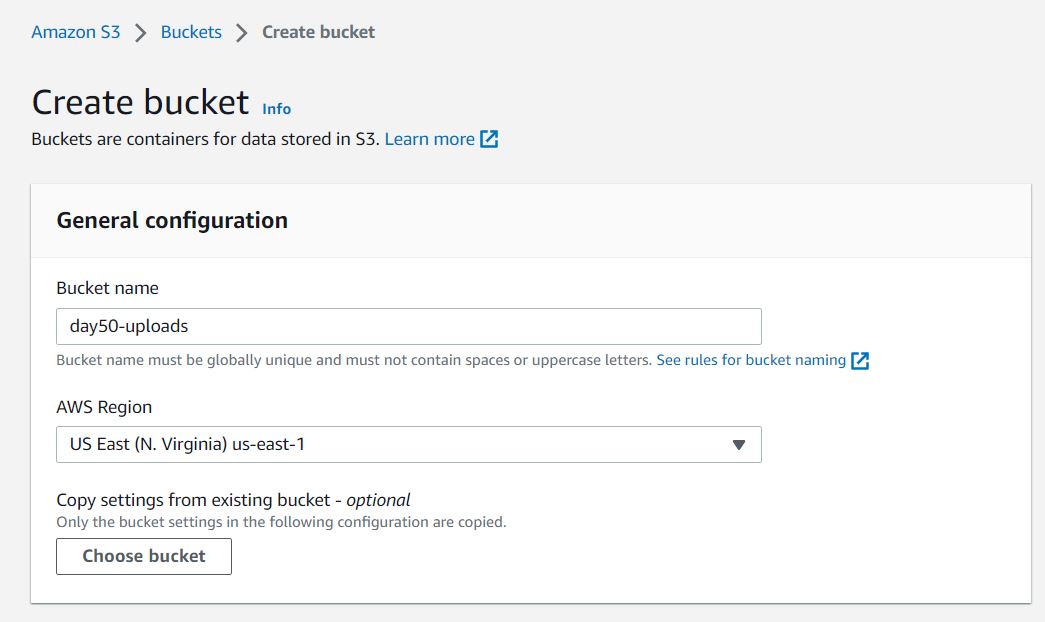 Amazon S3 > Buckets > Create bucket
Create bucket Info
Buckets are containers for data stored in S3. Learn more
General configuration
Bucket name
day50-uploads
Bucket name must be globally unique and must not contain spaces or uppercase letters. See rules for bucket naming
AWS Region
US East (N. Virginia) us-east-1
Copy settings from existing bucket - optional
Only the bucket settings in the following configuration are copied.
Choose bucket